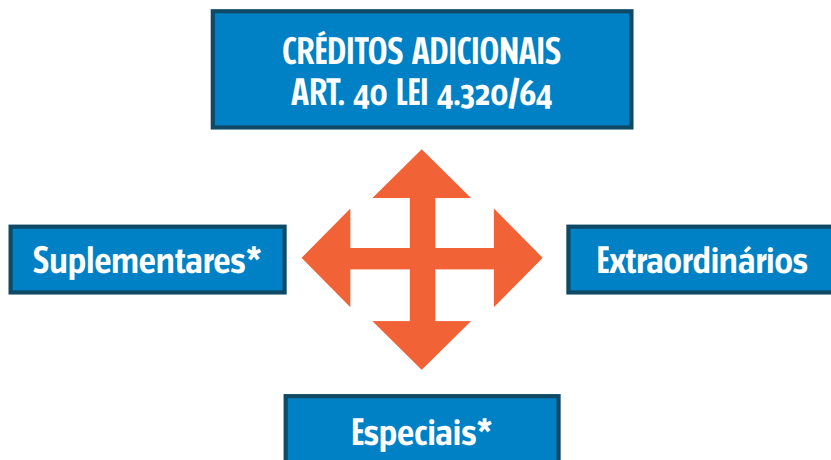 CRÉDITOS ADICIONAIS
ART. 40 LEI 4.320/64
Suplementares*
Extraordinários
Especiais*